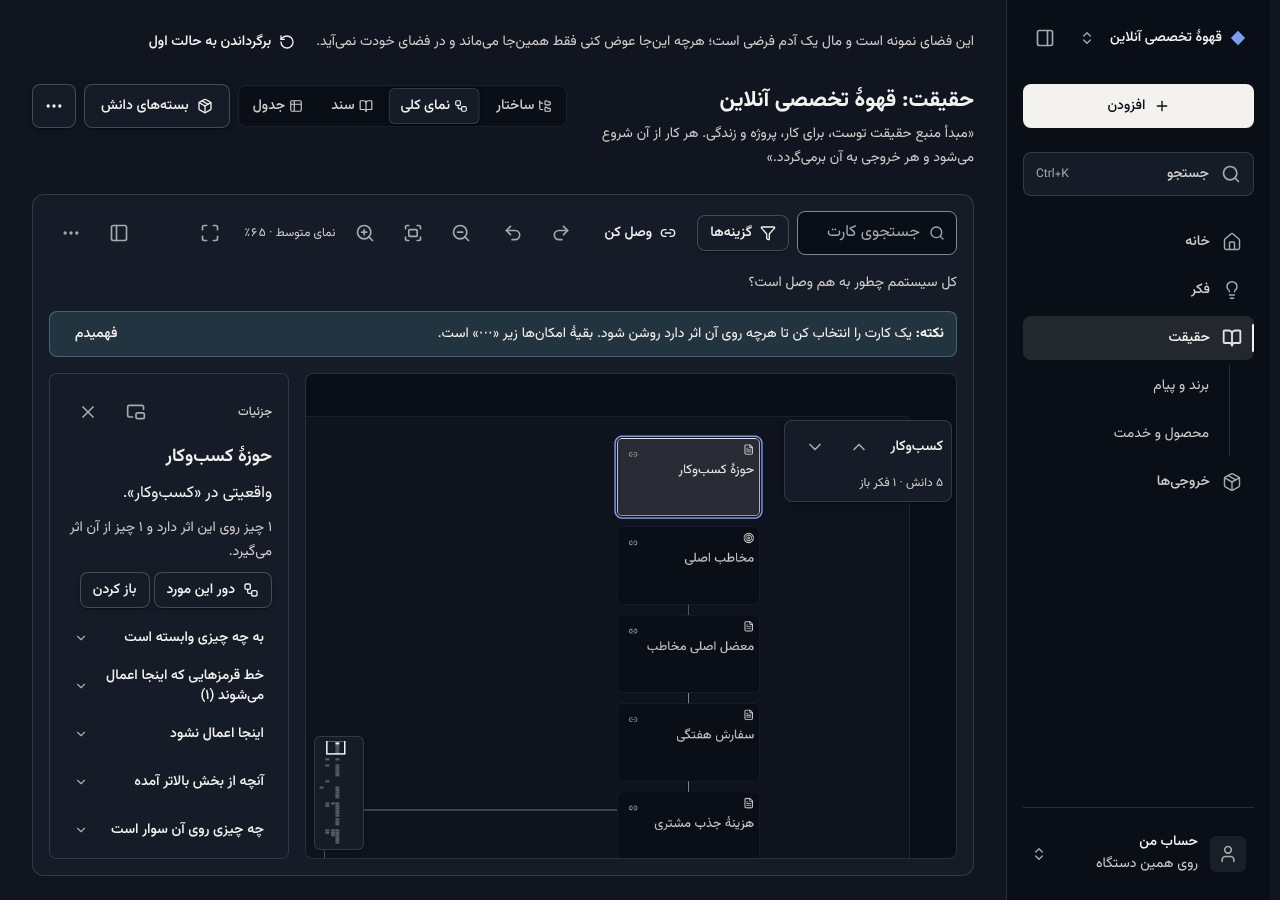 قهوهٔ تخصصی آنلاین
افزودن
جستجو
Ctrl+K
خانه
فکر
حقیقت
برند و پیام
محصول و خدمت
خروجی‌ها
حساب من
روی همین دستگاه
این فضای نمونه است و مال یک آدم فرضی است؛ هرچه این‌جا عوض کنی فقط همین‌جا می‌ماند و در فضای خودت نمی‌آید.
برگرداندن به حالت اول
حقیقت: قهوهٔ تخصصی آنلاین
«مبدأ منبع حقیقت توست، برای کار، پروژه و زندگی. هر کار از آن شروع
می‌شود و هر خروجی به آن برمی‌گردد.»
ساختار
نمای کلی
سند
جدول
بسته‌های دانش
جستجوی کارت
گزینه‌ها
وصل کن
نمای متوسط · ۶۵٪
کل سیستمم چطور به هم وصل است؟
نکته: یک کارت را انتخاب کن تا هرچه روی آن اثر دارد روشن شود. بقیهٔ امکان‌ها زیر «···» است.
فهمیدم
کسب‌وکار
۵ دانش · ۱ فکر باز
حوزهٔ کسب‌وکار
مخاطب اصلی
معضل اصلی مخاطب
سفارش هفتگی
هزینهٔ جذب مشتری
جزئیات
حوزهٔ کسب‌وکار
واقعیتی در «کسب‌وکار».
۱ چیز روی این اثر دارد و ۱ چیز از آن اثر
می‌گیرد.
دور این مورد
باز کردن
به چه چیزی وابسته است
خط قرمزهایی که اینجا اعمال
می‌شوند (۱)
اینجا اعمال نشود
آنچه از بخش بالاتر آمده
چه چیزی روی آن سوار است